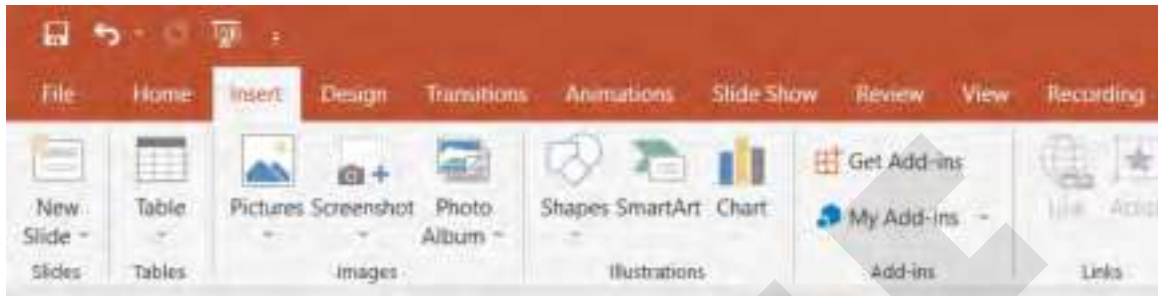 File Home Insert Design Transitions Animations Slide Show Review View Recording
New Slide Table Pictures Screenshot Photo Album Shapes SmartArt Chart Get Add-ins My Add-ins Link
Slides Tables Images Illustrations Add-ins Links